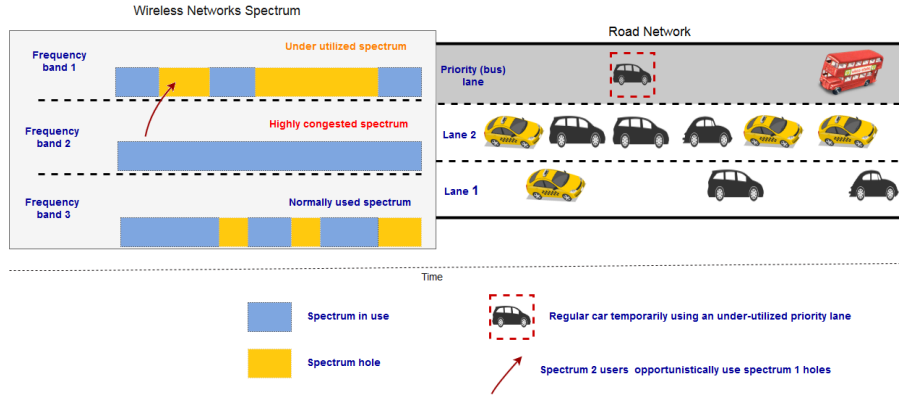 Wireless Networks Spectrum
Road Network
Under utilized spectrum
Frequency
band 1
Priority (bus)
lane
Highly congested spectrum
Frequency
band 2
Lane 2
Normally used spectrum
Frequency
band 3
Lane 1
Time
Spectrum in use
Regular car temporarily using an under-utilized priority lane
Spectrum hole
Spectrum 2 users opportunistically use spectrum 1 holes